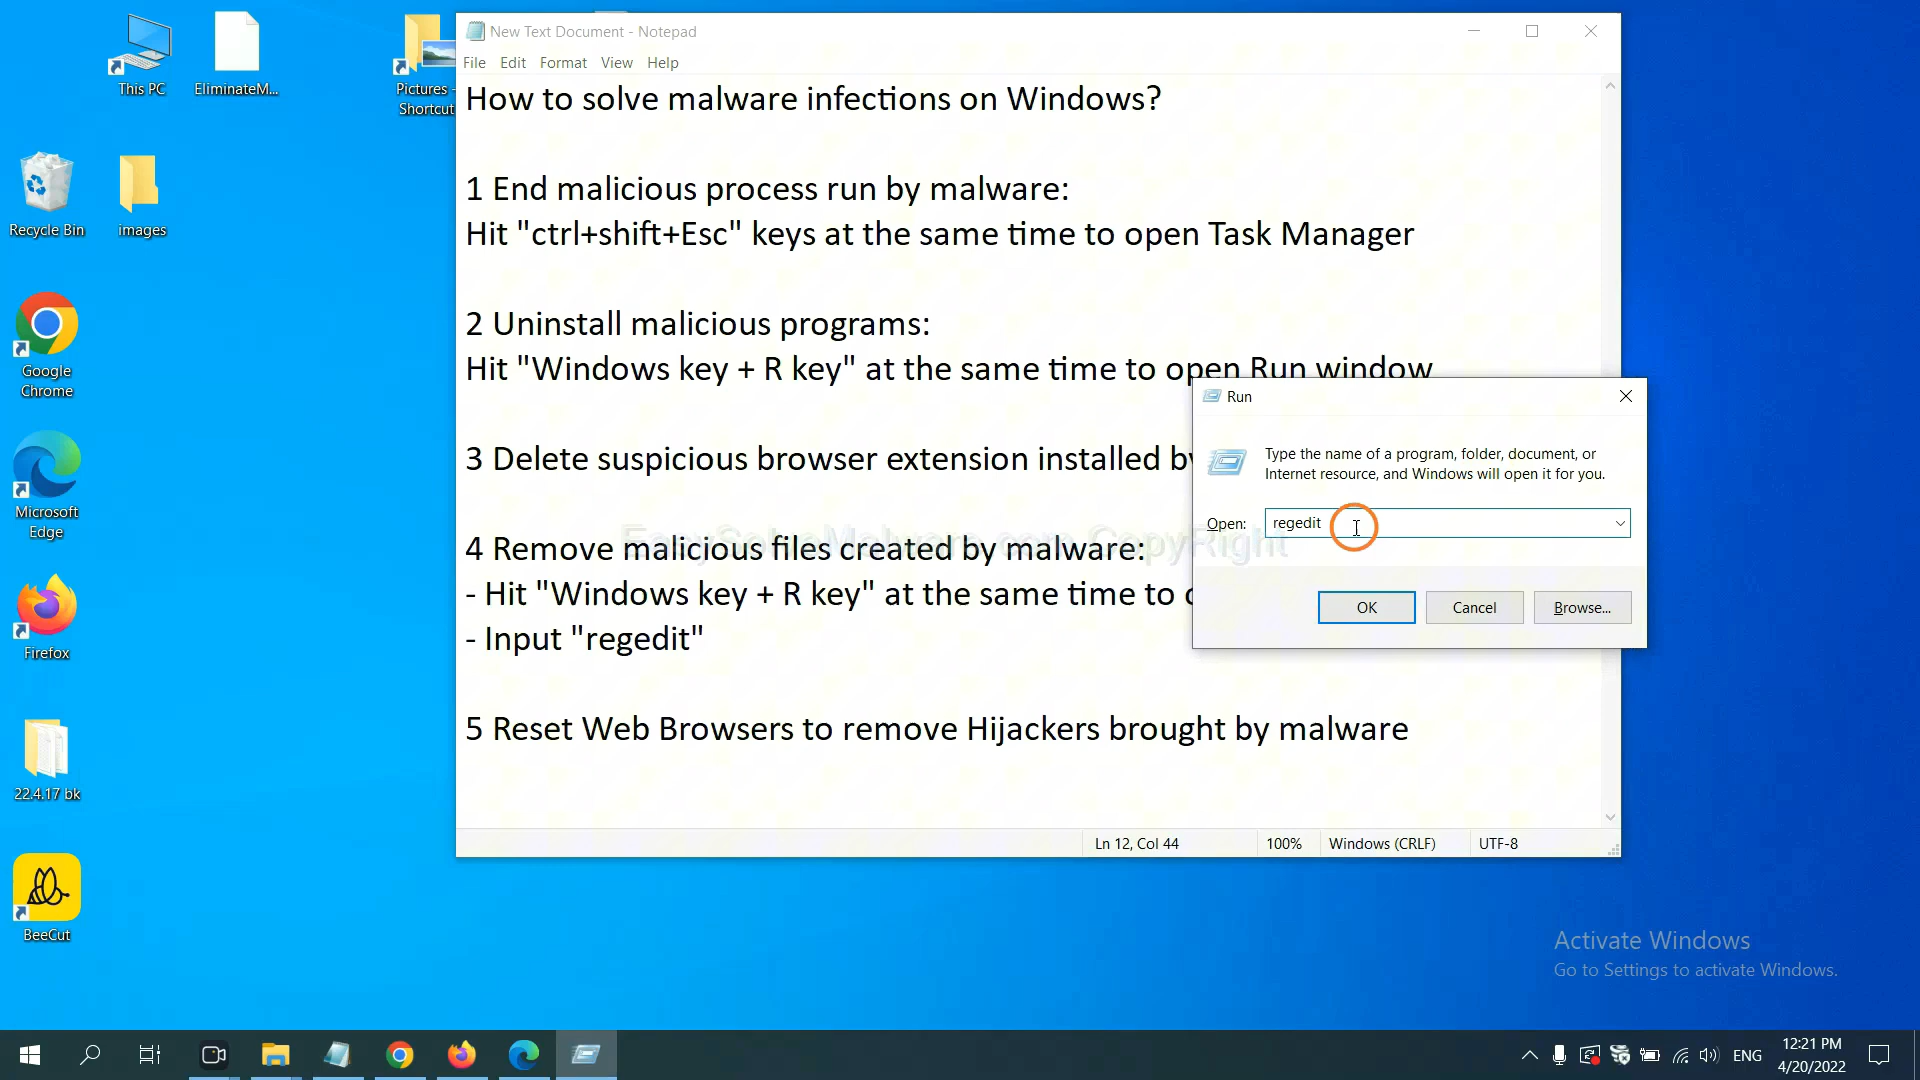 This PC
EliminateM...
Pictures -
Shortcut
Recycle Bin
images
Google
Chrome
Microsoft
Edge
Firefox
22.4.17 bk
BeeCut
New Text Document - Notepad
File Edit Format View Help
How to solve malware infections on Windows?
1 End malicious process run by malware:
Hit "ctrl+shift+Esc" keys at the same time to open Task Manager
2 Uninstall malicious programs:
Hit "Windows key + R key" at the same time to open Run window
3 Delete suspicious browser extension installed by
4 Remove malicious files created by malware:
- Hit "Windows key + R key" at the same time to
- Input "regedit"
5 Reset Web Browsers to remove Hijackers brought by malware
EasySolveMalware.com CopyRight
Ln 12, Col 44
100%
Windows (CRLF)
UTF-8
Run
Type the name of a program, folder, document, or
Internet resource, and Windows will open it for you.
Open: regedit
OK
Cancel
Browse...
Activate Windows
Go to Settings to activate Windows.
ENG
12:21 PM
4/20/2022